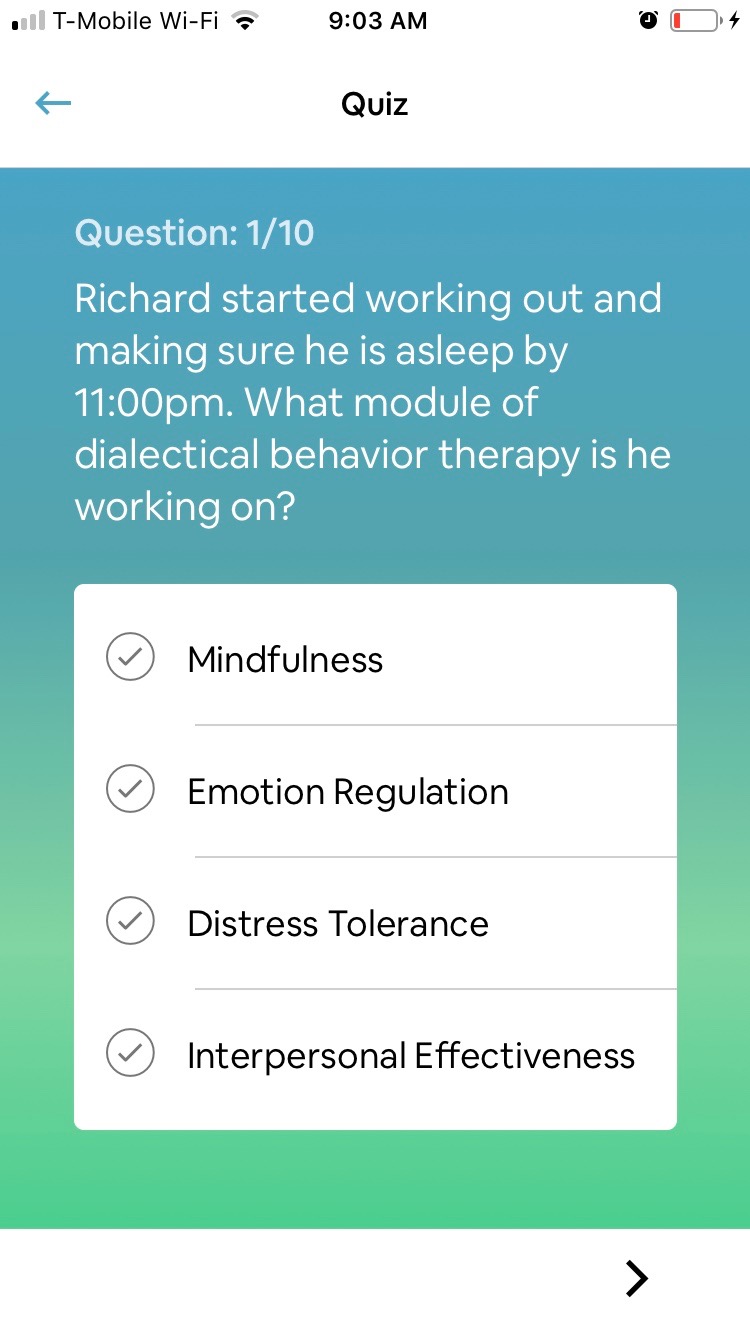 T-Mobile Wi-Fi 9:03 AM
Quiz
Question: 1/10
Richard started working out and
making sure he is asleep by
11:00pm. What module of
dialectical behavior therapy is he
working on?
Mindfulness
Emotion Regulation
Distress Tolerance
Interpersonal Effectiveness